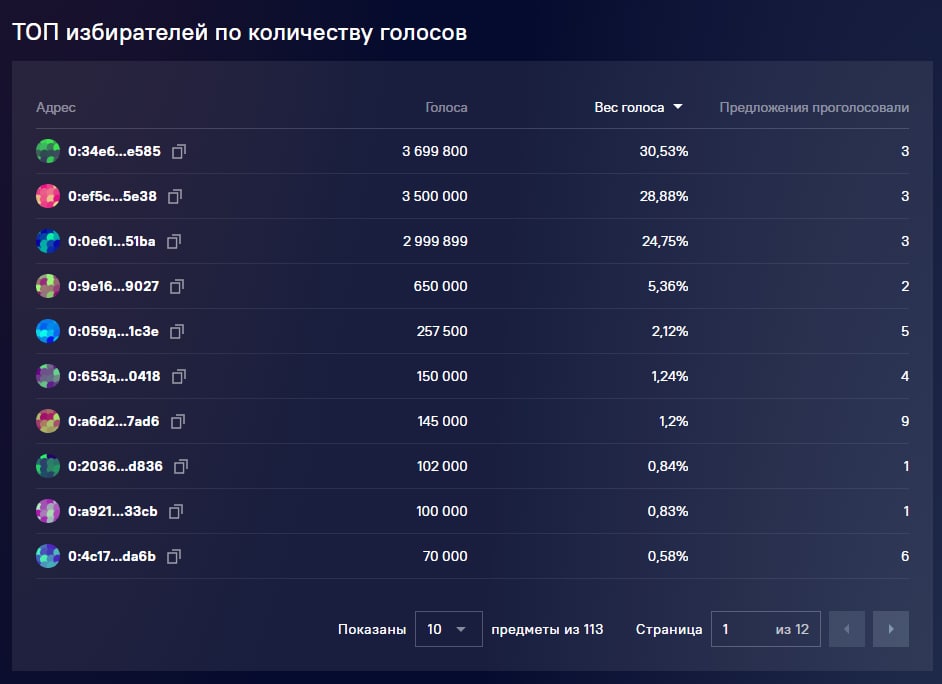 ТОП избирателей по количеству голосов
Адрес Голоса Вес голоса Предложения проголосовали
0:34e6...e585 3 699 800 30,53% 3
0:ef5c...5e38 3 500 000 28,88% 3
0:0e61...51ba 2 999 899 24,75% 3
0:9e16...9027 650 000 5,36% 2
0:059д...1c3e 257 500 2,12% 5
0:653д...0418 150 000 1,24% 4
0:a6d2...7ad6 145 000 1,2% 9
0:2036...d836 102 000 0,84% 1
0:a921...33cb 100 000 0,83% 1
0:4c17...da6b 70 000 0,58% 6
Показаны 10 предметы из 113 Страница 1 из 12